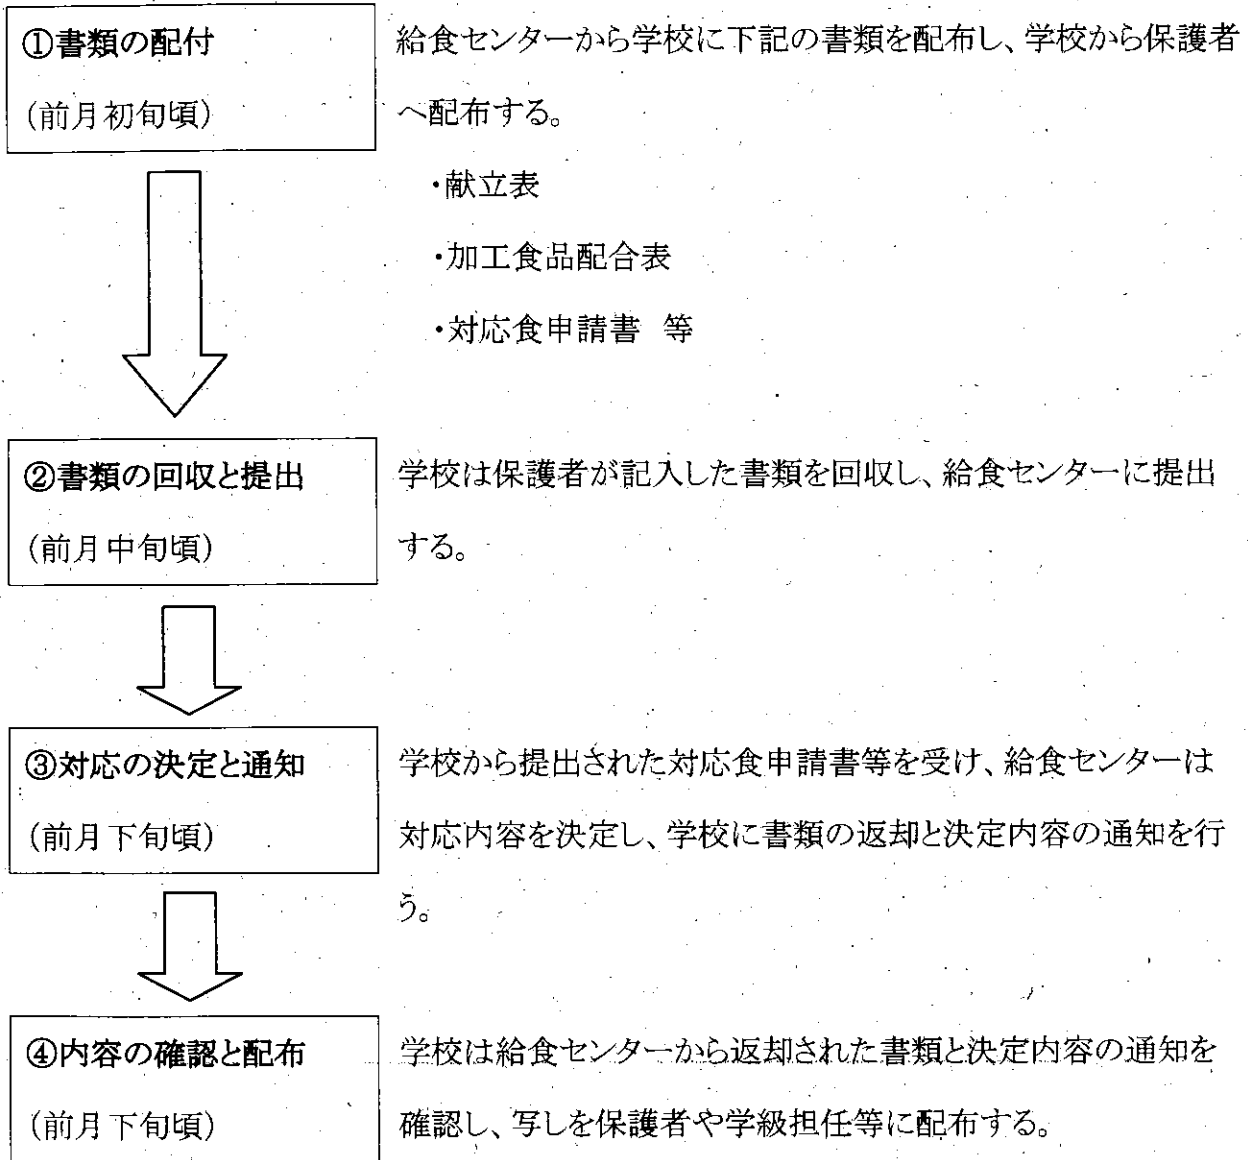 ①書類の配付
(前月初旬頃)
給食センターから学校に下記の書類を配布し、学校から保護者
へ配布する。
・献立表
・加工食品配合表
・対応食申請書 等
②書類の回収と提出
(前月中旬頃)
学校は保護者が記入した書類を回収し、給食センターに提出
する。
③対応の決定と通知
(前月下旬頃)
学校から提出された対応食申請書等を受け、給食センターは
対応内容を決定し、学校に書類の返却と決定内容の通知を行
う。
④内容の確認と配布
(前月下旬頃)
学校は給食センターから返却された書類と決定内容の通知を
確認し、写しを保護者や学級担任等に配布する。